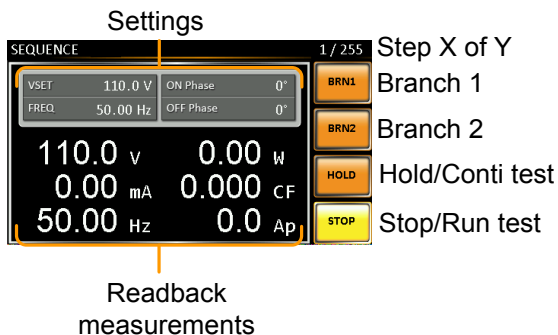 Settings
SEQUENCE 1 / 255 Step X of Y
VSET 110.0 V ON Phase 0°
FREQ 50.00 Hz OFF Phase 0°
BRN1 Branch 1
BRN2 Branch 2
110.0 V 0.00 W
HOLD Hold/Conti test
0.00 mA 0.000 CF
STOP Stop/Run test
50.00 Hz 0.0 Ap
Readback
measurements